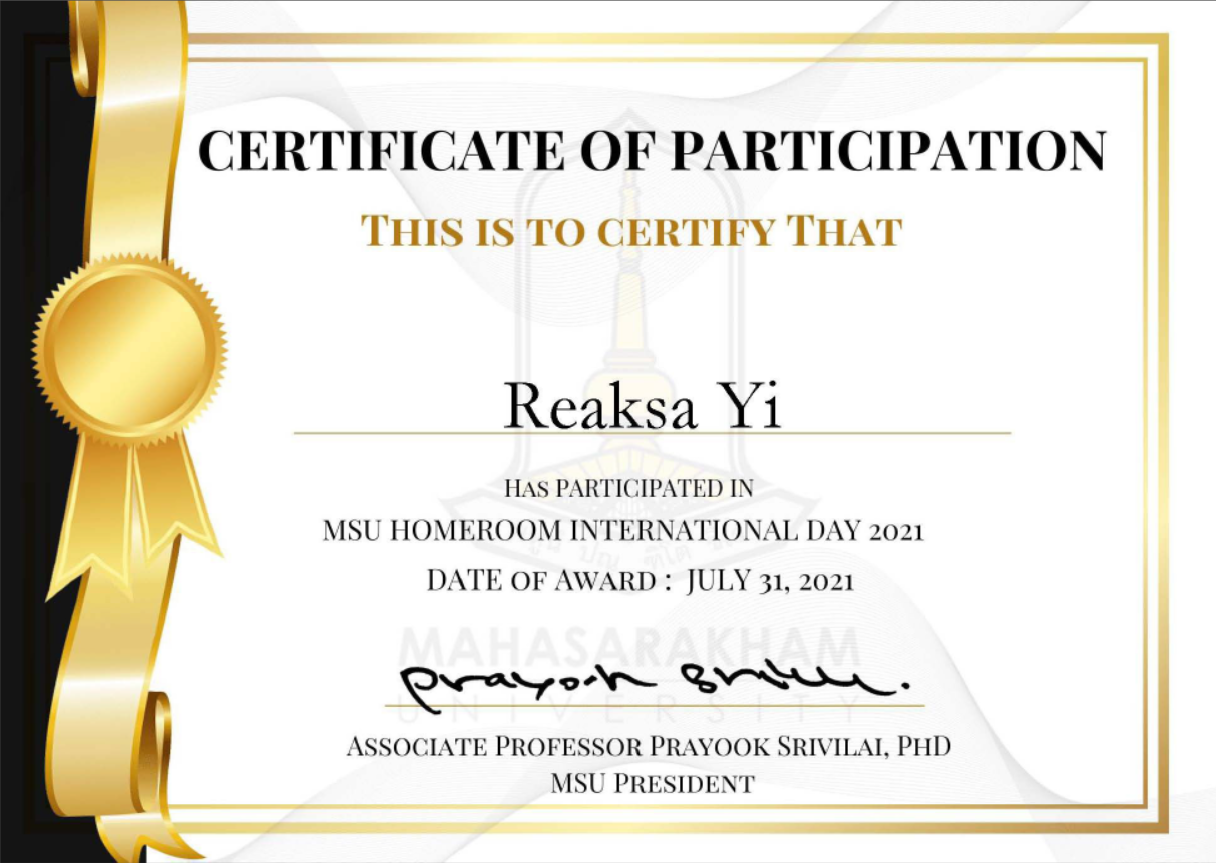 CERTIFICATE OF PARTICIPATION
THIS IS TO CERTIFY THAT
Reaksa Yi
HAS PARTICIPATED IN
MSU HOMEROOM INTERNATIONAL DAY 2021
DATE OF AWARD : JULY 31, 2021
MAHASARAKHAM
prayook Srivilai.
UNIVERSITY
ASSOCIATE PROFESSOR PRAYOOK SRIVILAI, PHD
MSU PRESIDENT